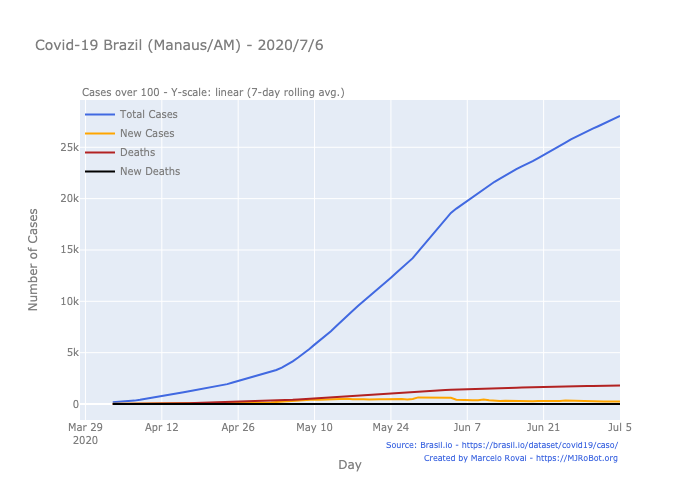 Covid-19 Brazil (Manaus/AM) - 2020/7/6
Cases over 100 - Y-scale: linear (7-day rolling avg.)
Total Cases
New Cases
Deaths
New Deaths
Number of Cases
25k
20k
15k
10k
5k
0
Mar 29
2020
Apr 12
Apr 26
May 10
May 24
Jun 7
Jun 21
Jul 5
Source: Brasil.io - https://brasil.io/dataset/covid19/caso/
Created by Marcelo Rovai - https://MJRoBot.org
Day